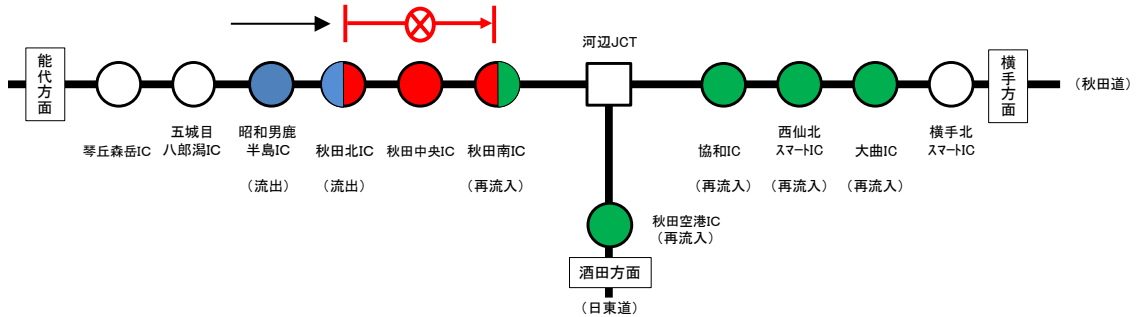 河辺JCT
能代方面
横手方面
（秋田道）
琴丘森岳IC
五城目
八郎潟IC
昭和男鹿
半島IC
（流出）
秋田北IC
（流出）
秋田中央IC
秋田南IC
（再流入）
協和IC
（再流入）
西仙北
スマートIC
（再流入）
大曲IC
（再流入）
横手北
スマートIC
秋田空港IC
（再流入）
酒田方面
（日東道）